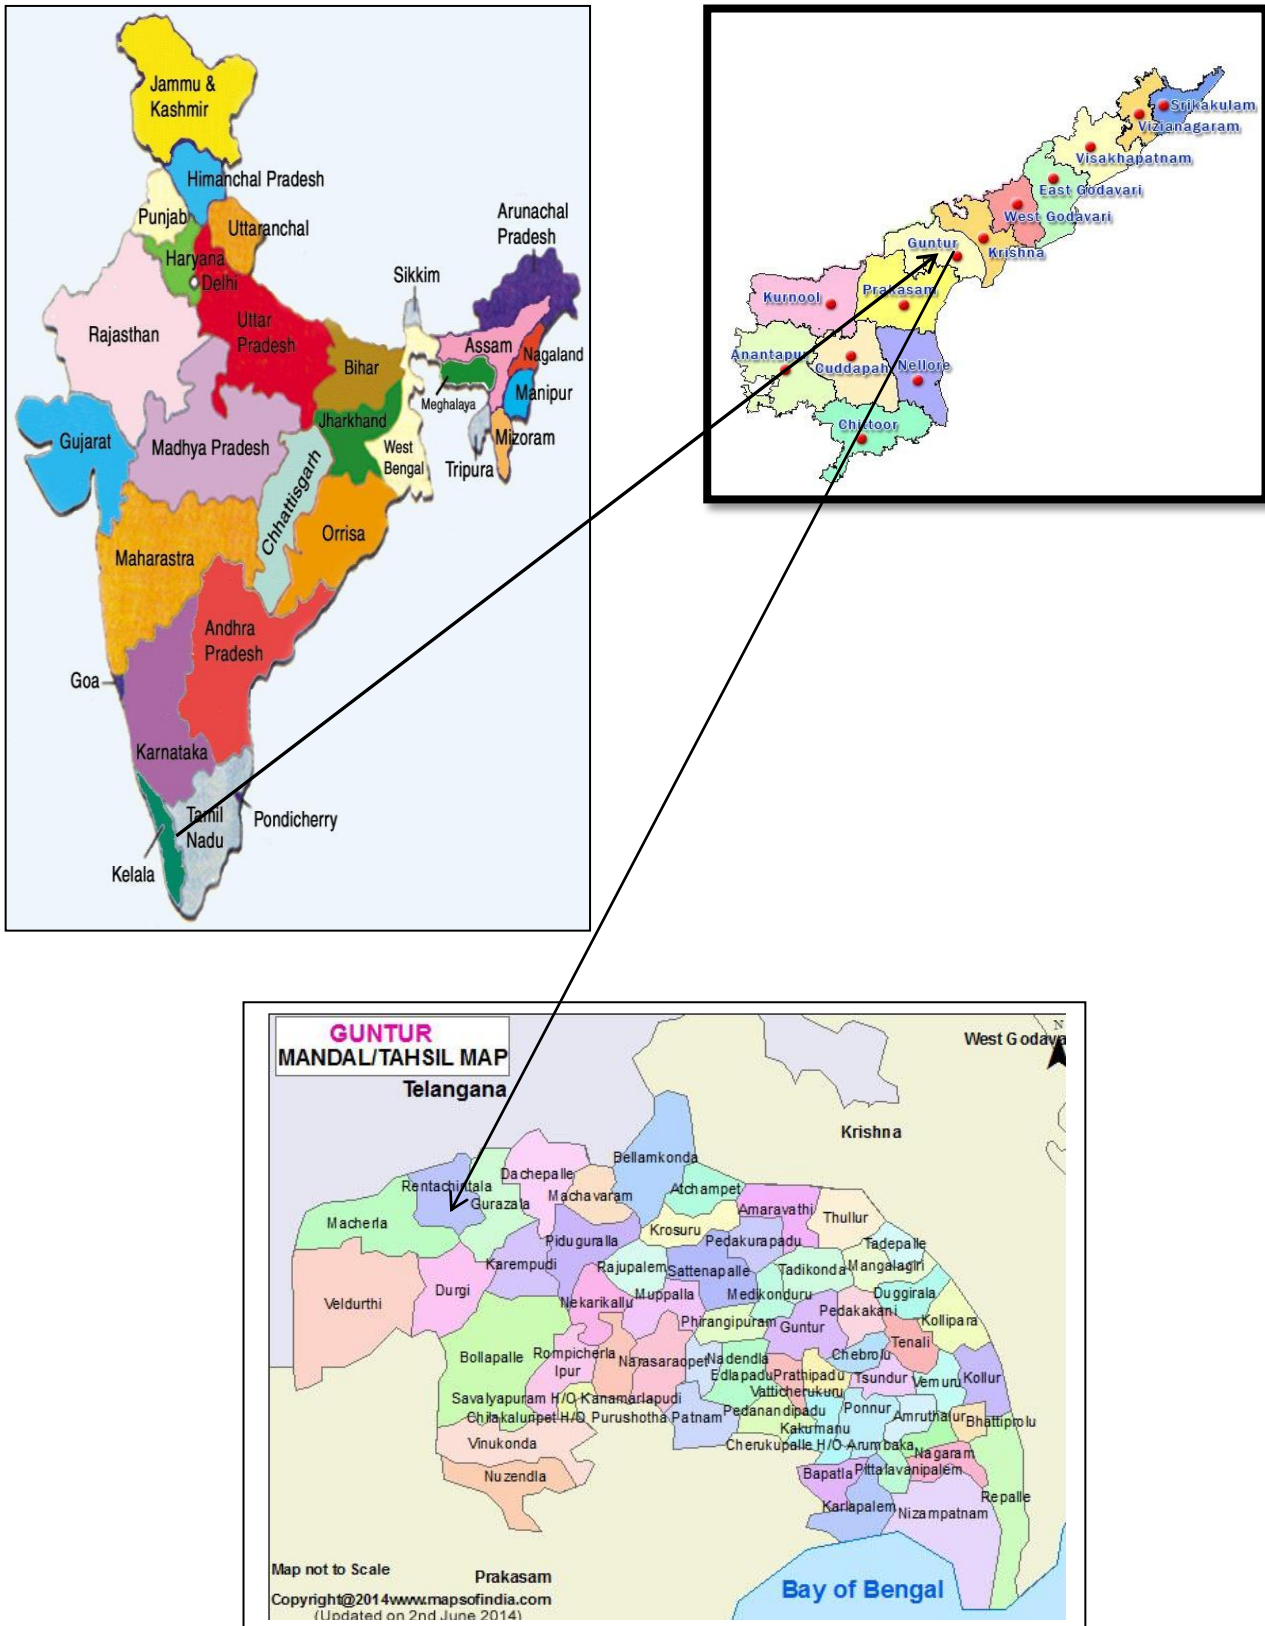 Jammu &
Kashmir
Himanchal Pradesh
Punjab
Uttaranchal
Haryana
Delhi
Arunachal
Pradesh
Sikkim
Rajasthan
Uttar
Pradesh
Assam
Nagaland
Bihar
Meghalaya
Manipur
Jharkhand
Gujarat
Madhya Pradesh
West
Bengal
Mizoram
Tripura
Chhattisgarh
Orrisa
Maharastra
Andhra
Pradesh
Goa
Karnataka
Tamil
Nadu
Pondicherry
Kelala
Srikakulam
Vizianagaram
Visakhapatnam
East Godavari
West Godavari
Guntur
Krishna
Kurnool
Prakasam
Anantapur
Cuddapah
Nellore
Chittoor
GUNTUR
MANDAL/TAHSIL MAP
Telangana
West Godava
N
Krishna
Bellamkonda
Dachepalle
Rentachintala
Machavaram
Atchampet
Gurazala
Amaravathi
Thullur
Macherla
Krosuru
Piduguralla
Pedakurapadu
Tadepalle
Karempudi
Rajupalem
Sattenapalle
Tadikonda
Mangalagiri
Durgi
Veldurthi
Nekarikallu
Muppalla
Medikonduru
Duggirala
Pedakakani
Phirangipuram
Guntur
Kollipara
Tenali
Bollapalle
Rompicherla
Ipur
Narasaraopet
Nadendla
Chebrolu
Edlapadu
Prathipadu
Tsundur
Vemuru
Kollur
Vatticherukuru
Savalyapuram H/O Kanamarlapudi
Chilakalurpet H/O Purushotha Patnam
Pedanandipadu
Ponnur
Amruthalur
Bhattiprolu
Kakumanu
Vinukonda
Cherukupalle H/O Arumbaka
Nagaram
Nuzendla
Bapatla
Pittalavanipalem
Repalle
Karlapalem
Nizampatnam
Map not to Scale
Prakasam
Bay of Bengal
Copyright@2014www.mapsofindia.com
(Updated on 2nd June 2014)